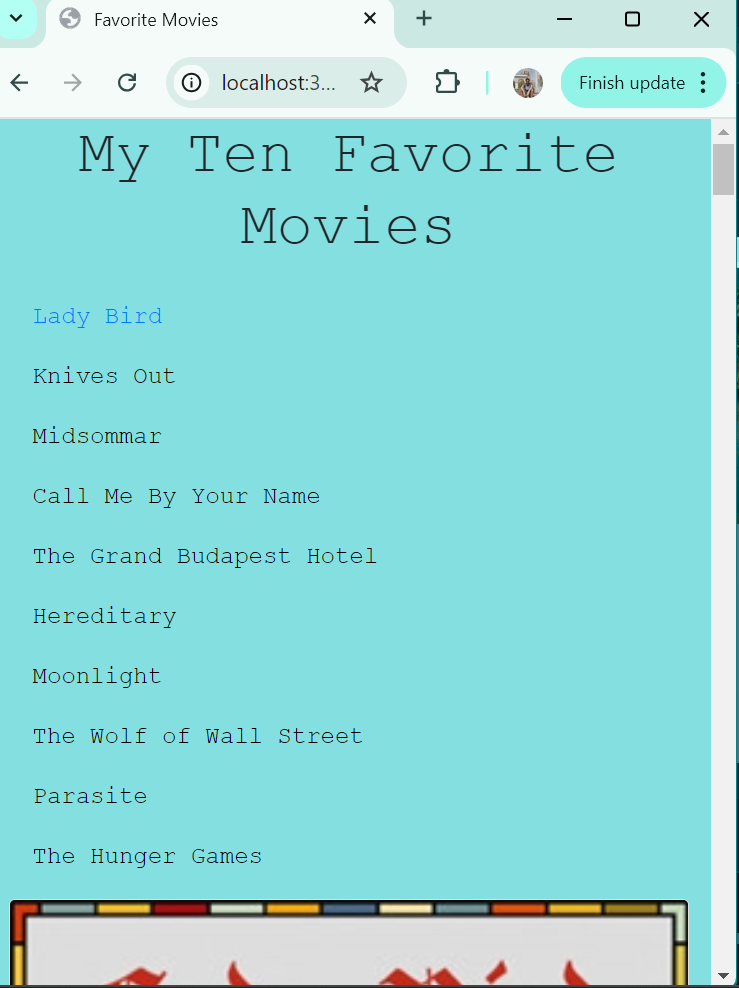 Favorite Movies
localhost:3...
Finish update
My Ten Favorite
Movies
Lady Bird
Knives Out
Midsommar
Call Me By Your Name
The Grand Budapest Hotel
Hereditary
Moonlight
The Wolf of Wall Street
Parasite
The Hunger Games